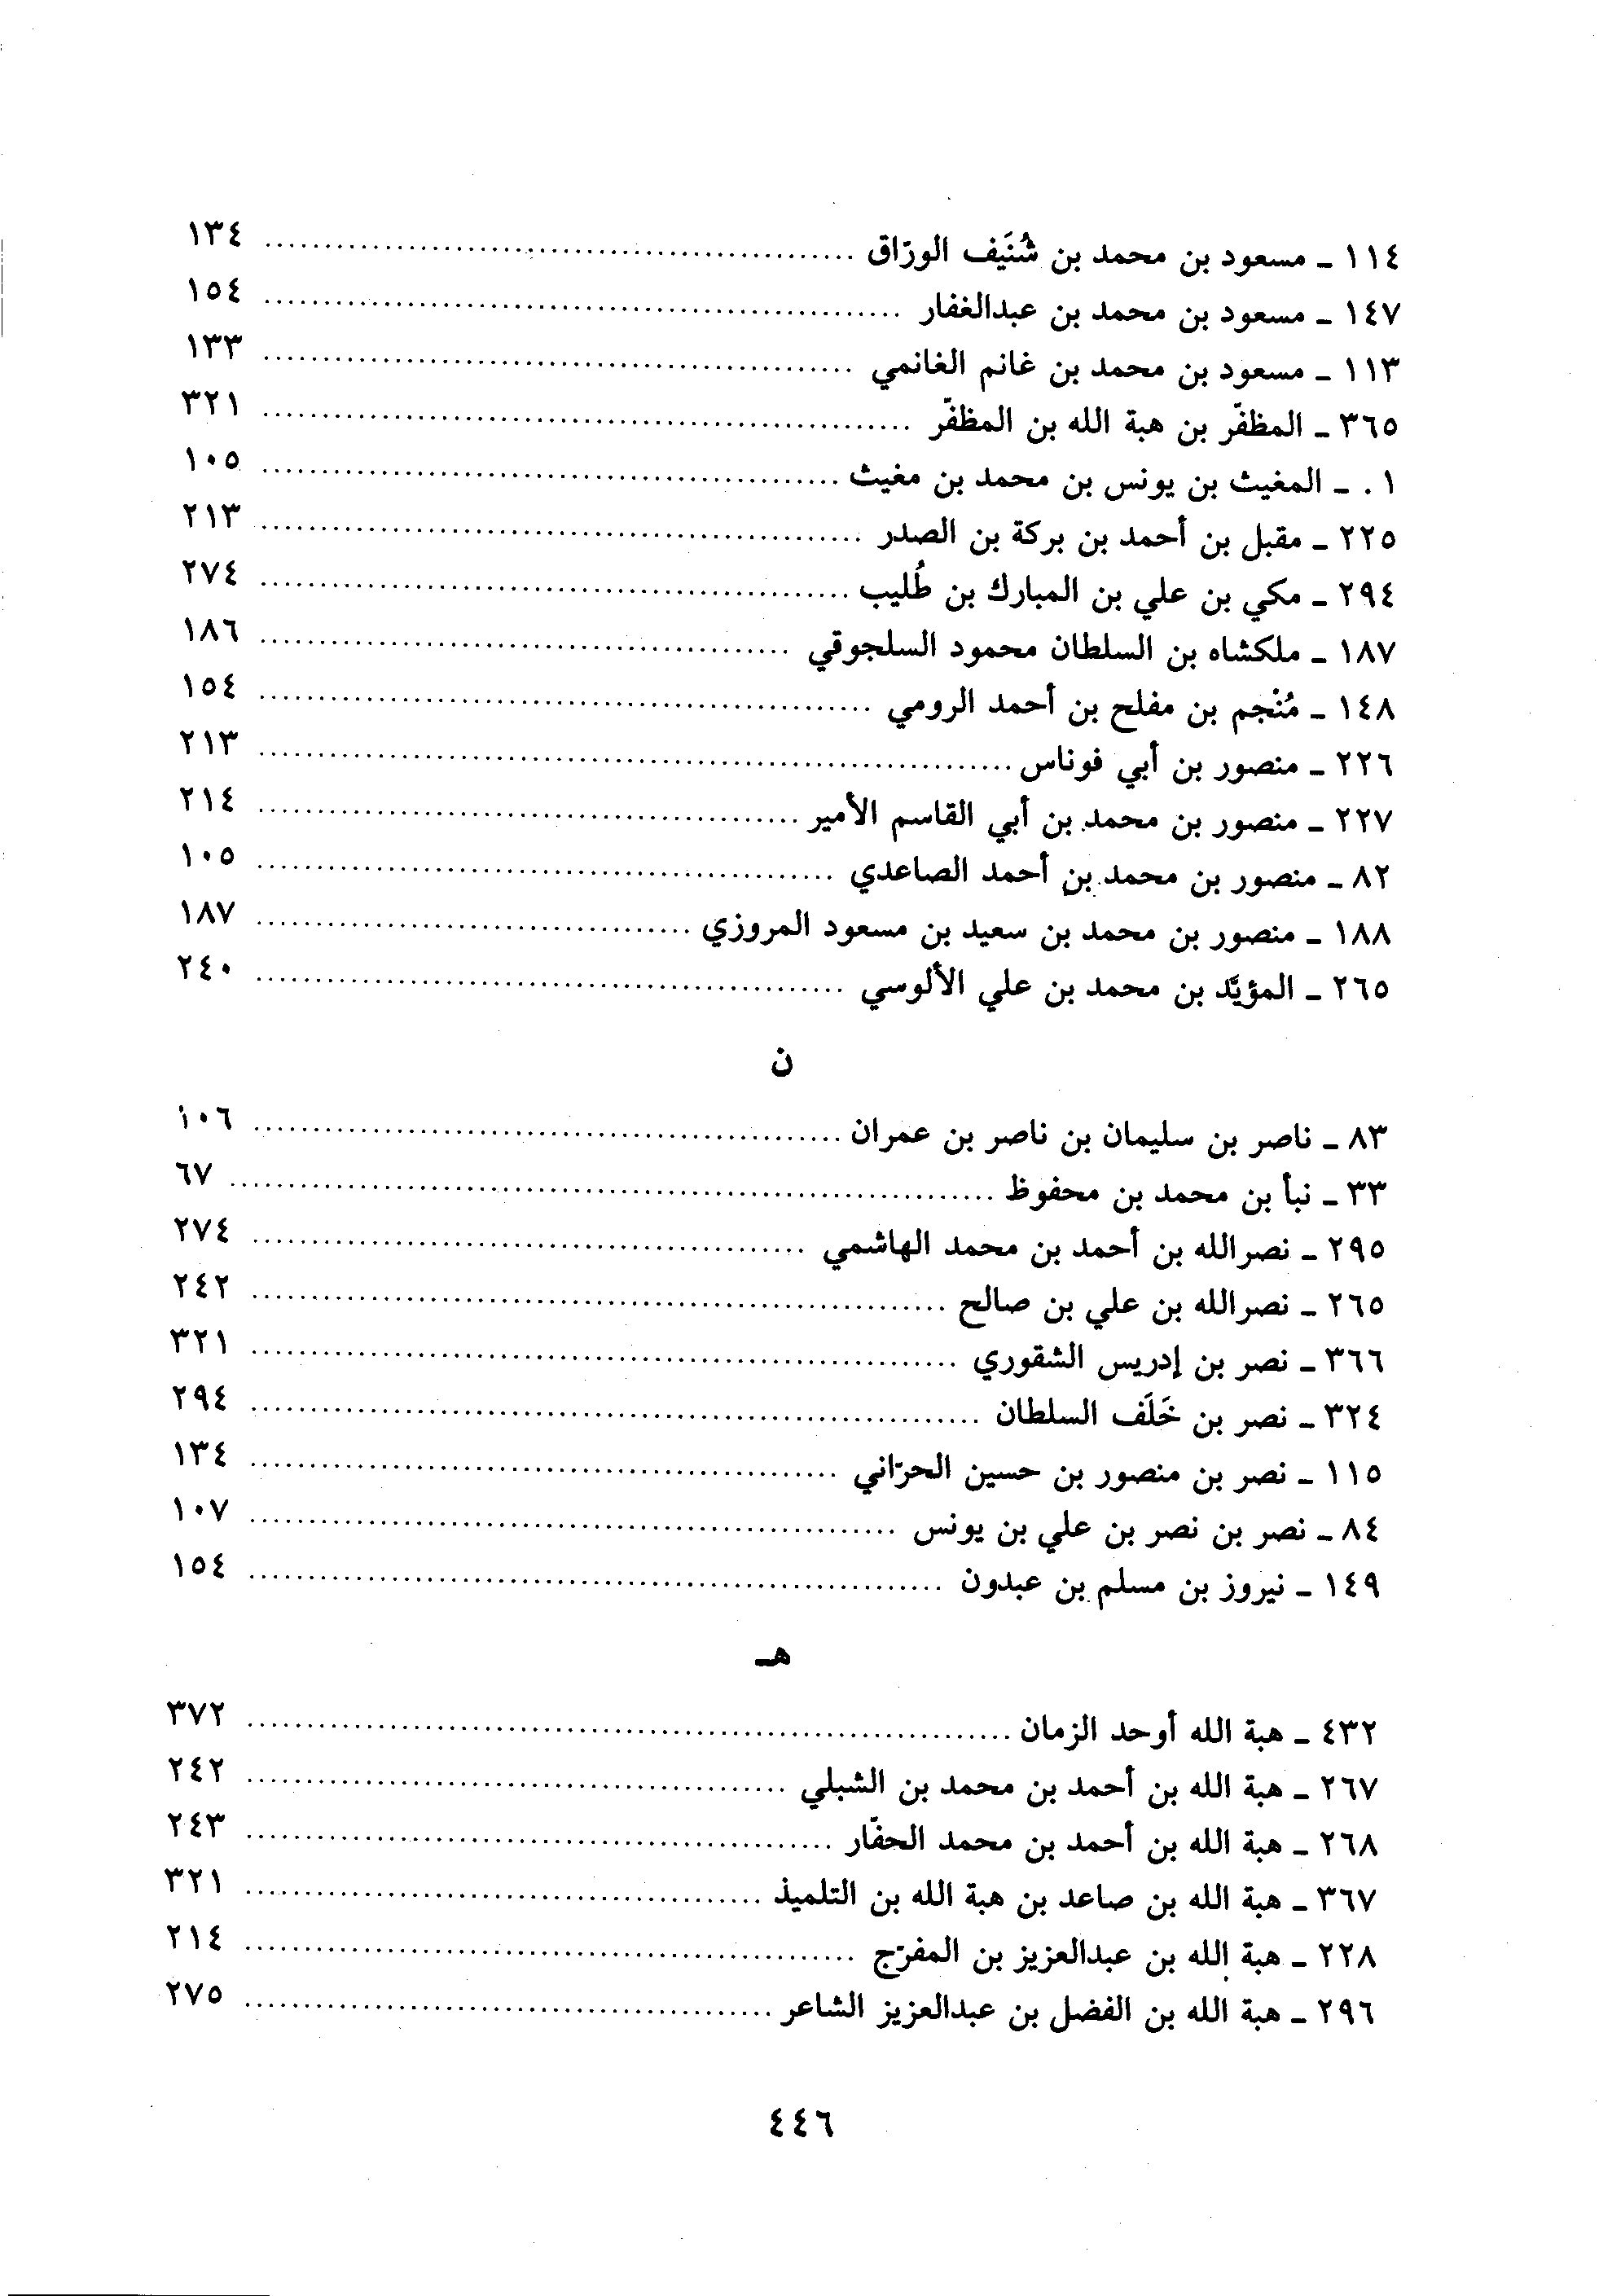 ١١٤ ـ مسعود بن محمد بن شُنَيف الورّاق .......... ١٣٤
١٤٧ ـ مسعود بن محمد بن عبدالغفار .......... ١٥٤
١١٣ ـ مسعود بن محمد بن غانم الغانمي .......... ١٣٣
٣٦٥ ـ المظفّر بن هبة الله بن المظفّر .......... ٣٢١
١٠ ـ المغيث بن يونس بن محمد بن مغيث .......... ١٠٥
٢٢٥ ـ مقبل بن أحمد بن بركة بن الصدر .......... ٢١٣
٢٩٤ ـ مكي بن علي بن المبارك بن طُليب .......... ٢٧٤
١٨٧ ـ ملكشاه بن السلطان محمود السلجوقي .......... ١٨٦
١٤٨ ـ مُنْجم بن مفلح بن أحمد الرومي .......... ١٥٤
٢٢٦ ـ منصور بن أبي فوناس .......... ٢١٣
٢٢٧ ـ منصور بن محمد بن أبي القاسم الأمير .......... ٢١٤
٨٢ ـ منصور بن محمد بن أحمد الصاعدي .......... ١٠٥
١٨٨ ـ منصور بن محمد بن سعيد بن مسعود المروزي .......... ١٨٧
٢٦٥ ـ المؤيَّد بن محمد بن علي الألوسي .......... ٢٤٠
ن
٨٣ ـ ناصر بن سليمان بن ناصر بن عمران .......... ١٠٦
٣٣ ـ نبأ بن محمد بن محفوظ .......... ٦٧
٢٩٥ ـ نصرالله بن أحمد بن محمد الهاشمي .......... ٢٧٤
٢٦٥ ـ نصرالله بن علي بن صالح .......... ٢٤٢
٣٦٦ ـ نصر بن إدريس الشقوري .......... ٣٢١
٣٢٤ ـ نصر بن خَلَف السلطان .......... ٢٩٤
١١٥ ـ نصر بن منصور بن حسين الحرّاني .......... ١٣٤
٨٤ ـ نصر بن نصر بن علي بن يونس .......... ١٠٧
١٤٩ ـ نيروز بن مسلم بن عبدون .......... ١٥٤
هـ
٤٣٢ ـ هبة الله أوحد الزمان .......... ٣٧٢
٢٦٧ ـ هبة الله بن أحمد بن محمد بن الشبلي .......... ٢٤٢
٢٦٨ ـ هبة الله بن أحمد بن محمد الحفّار .......... ٢٤٣
٣٦٧ ـ هبة الله بن صاعد بن هبة الله بن التلميذ .......... ٣٢١
٢٢٨ ـ هبة الله بن عبدالعزيز بن المفرّج .......... ٢١٤
٢٩٦ ـ هبة الله بن الفضل بن عبدالعزيز الشاعر .......... ٢٧٥
٤٤٦